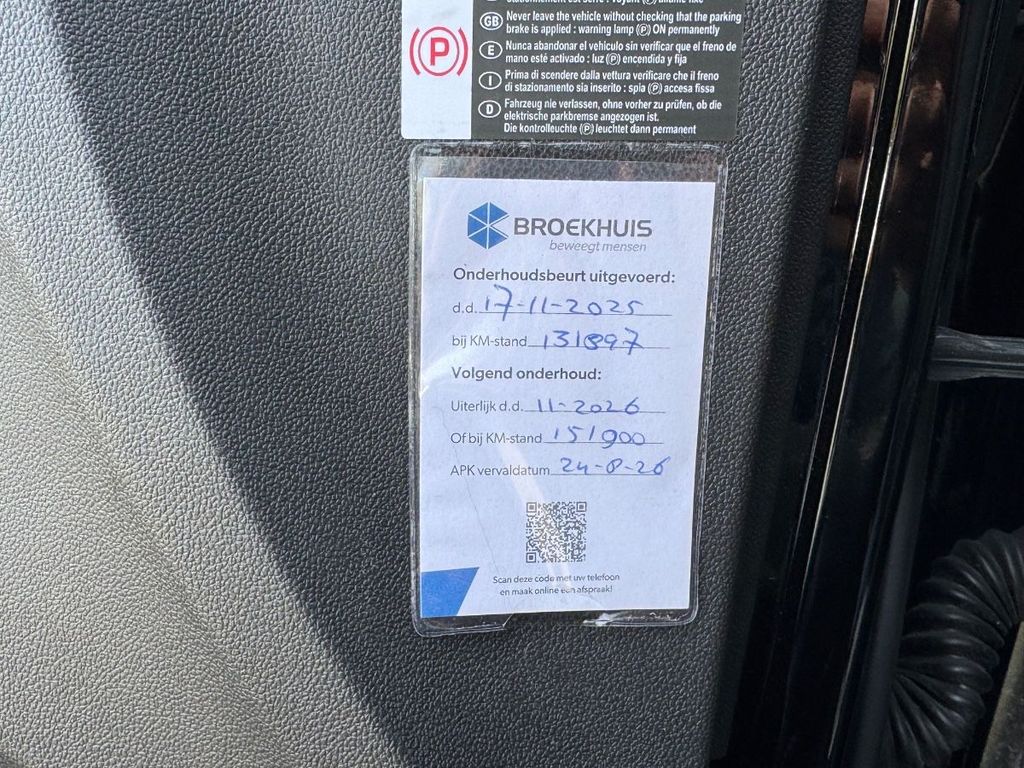 GB Never leave the vehicle without checking that the parking
brake is applied : warning lamp (P) ON permanently
E Nunca abandonar el vehiculo sin verificar que el freno de
mano esté activado : luz (P) encendida y fija
I Prima di scendere dalla vettura verificare che il freno
di stazionamento sia inserito : spia (P) accesa fissa
D Fahrzeug nie verlassen, ohne vorher zu prüfen, ob die
elektrische parkbremse angezogen ist.
Die kontrolleuchte (P) leuchtet dann permanent
(P)
BROEKHUIS
beweegt mensen
Onderhoudsbeurt uitgevoerd:
d.d. 17-11-2025
bij KM-stand 131897
Volgend onderhoud:
Uiterlijk d.d. 11-2026
Of bij KM-stand 151900
APK vervaldatum 24-8-26
Scan deze code met uw telefoon
en maak online een afspraak!